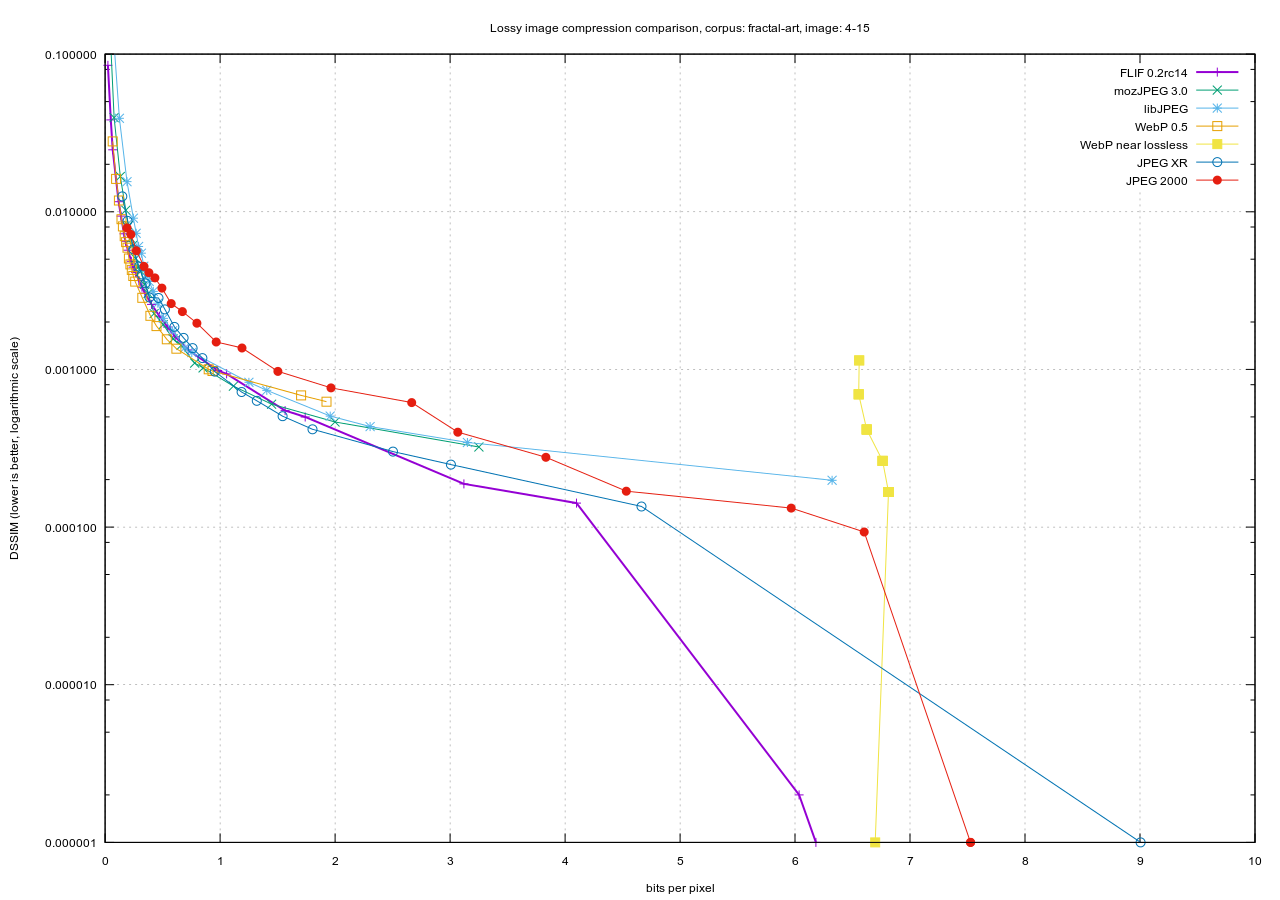 Lossy image compression comparison, corpus: fractal-art, image: 4-15
0.100000
0.010000
0.001000
0.000100
0.000010
0.000001
DSSIM (lower is better, logarithmic scale)
FLIF 0.2rc14
mozJPEG 3.0
libJPEG
WebP 0.5
WebP near lossless
JPEG XR
JPEG 2000
0 1 2 3 4 5 6 7 8 9 10
bits per pixel